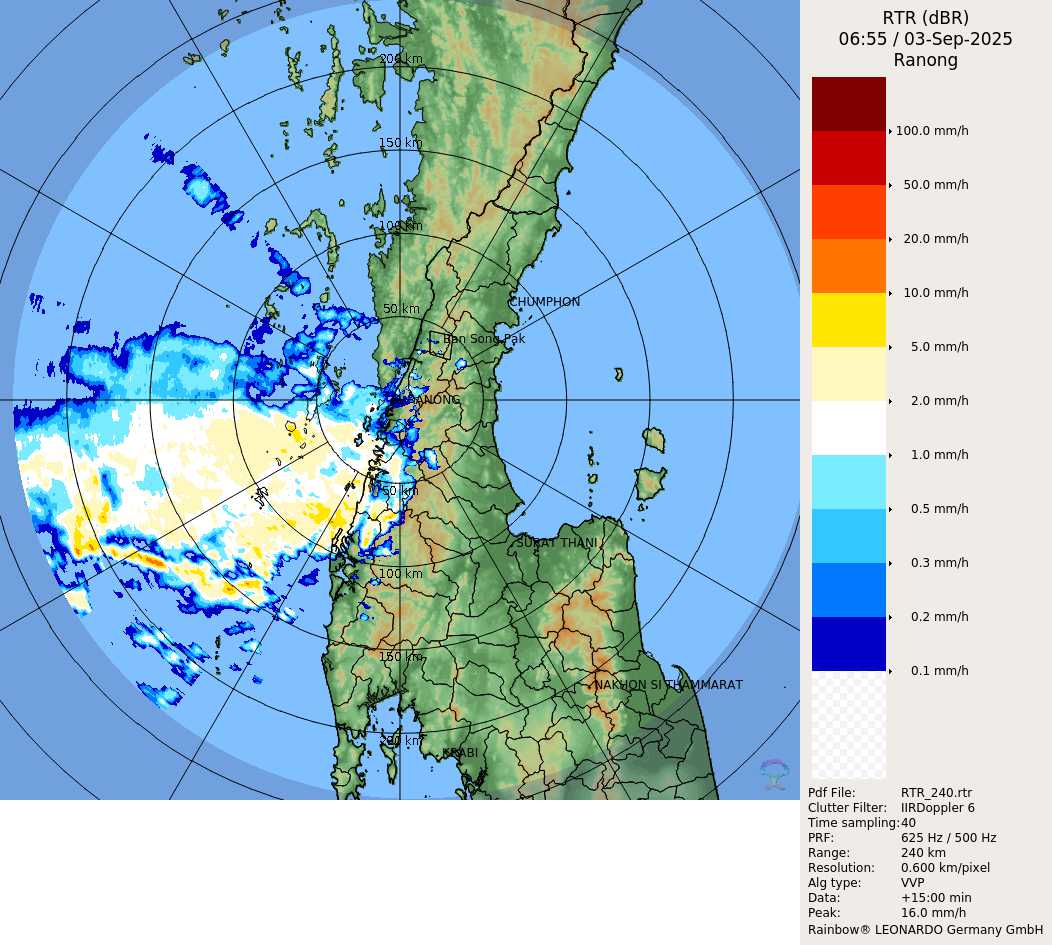 RTR (dBR)
06:55 / 03-Sep-2025
Ranong
200 km
150 km
100 km
50 km
CHUMPHON
Ban Song Pak
RANONG
50 km
SURAT THANI
100 km
150 km
NAKHON SI THAMMARAT
200 km
KRABI
100.0 mm/h
50.0 mm/h
20.0 mm/h
10.0 mm/h
5.0 mm/h
2.0 mm/h
1.0 mm/h
0.5 mm/h
0.3 mm/h
0.2 mm/h
0.1 mm/h
Pdf File: RTR_240.rtr
Clutter Filter: IIRDoppler 6
Time sampling:40
PRF: 625 Hz / 500 Hz
Range: 240 km
Resolution: 0.600 km/pixel
Alg type: VVP
Data: +15:00 min
Peak: 16.0 mm/h
Rainbow® LEONARDO Germany GmbH